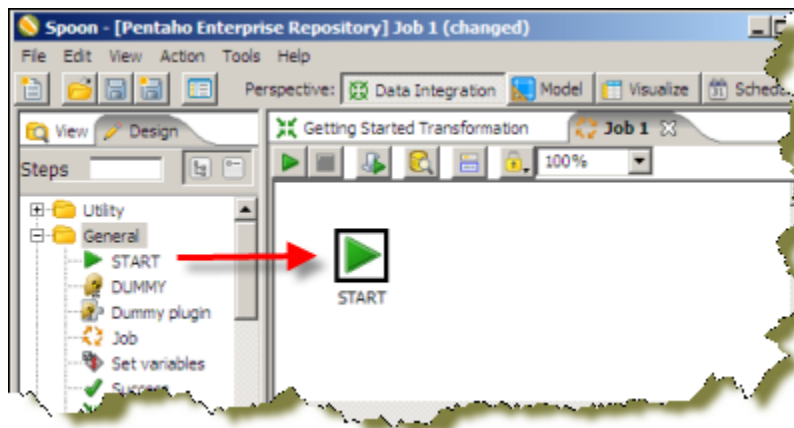 Spoon - [Pentaho Enterprise Repository] Job 1 (changed)
File Edit View Action Tools Help
Perspective: Data Integration Model Visualize
View Design
Getting Started Transformation Job 1
Steps
100%
Utility
General
START
DUMMY
Dummy plugin
Job
Set variables
Success
START